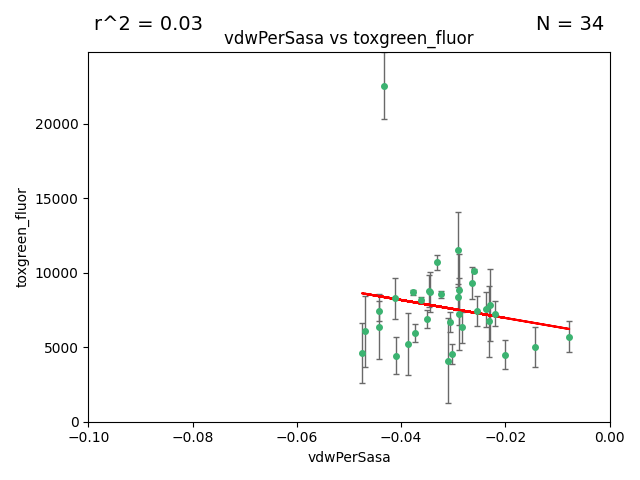 r^2 = 0.03
N = 34
vdwPerSasa vs toxgreen_fluor
toxgreen_fluor
20000
15000
10000
5000
0
−0.10
−0.08
−0.06
−0.04
−0.02
0.00
vdwPerSasa